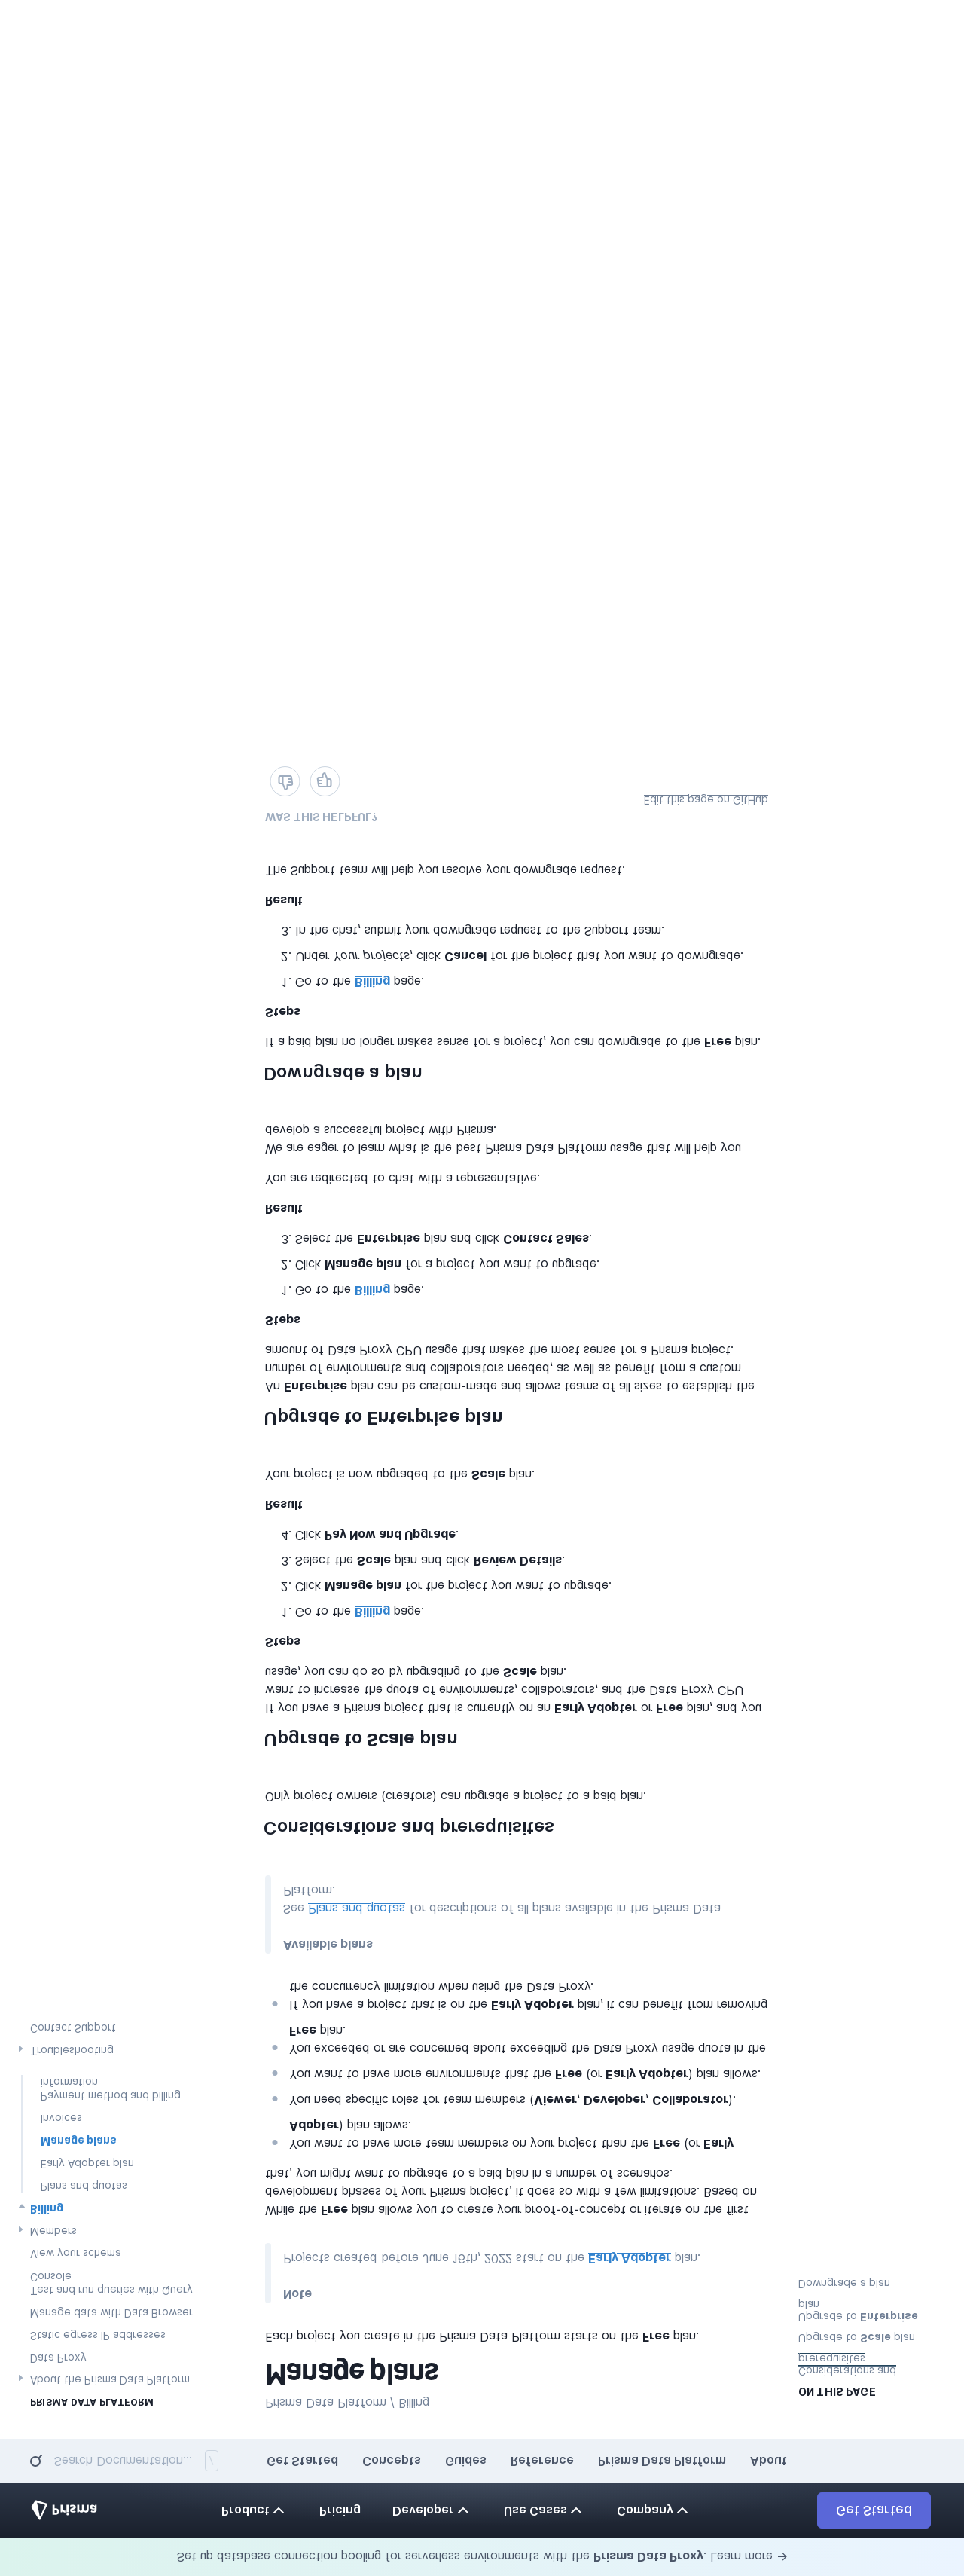 Set up database connection pooling for serverless environments with the Prisma Data Proxy. Learn more →
Prisma
Product
Pricing
Developer
Use Cases
Company
Get Started
Search Documentation...
/
Get Started
Concepts
Guides
Reference
Prisma Data Platform
About
PRISMA DATA PLATFORM
About the Prisma Data Platform
Data Proxy
Static egress IP addresses
Manage data with Data Browser
Test and run queries with Query
Console
View your schema
Members
Billing
Plans and quotas
Early Adopter plan
Manage plans
Invoices
Payment method and billing
information
Troubleshooting
Contact Support
Prisma Data Platform / Billing
Manage plans
Each project you create in the Prisma Data Platform starts on the Free plan.
Note
Projects created before June 16th, 2022 start on the Early Adopter plan.
While the Free plan allows you to create your proof-of-concept or iterate on the first
development phases of your Prisma project, it does so with a few limitations. Based on
that, you might want to upgrade to a paid plan in a number of scenarios.
You want to have more team members on your project than the Free (or Early
Adopter) plan allows.
You need specific roles for team members (Viewer, Developer, Collaborator).
You want to have more environments that the Free (or Early Adopter) plan allows.
You exceeded or are concerned about exceeding the Data Proxy usage quota in the
Free plan.
If you have a project that is on the Early Adopter plan, it can benefit from removing
the concurrency limitation when using the Data Proxy.
Available plans
See Plans and quotas for descriptions of all plans available in the Prisma Data
Platform.
Considerations and prerequisites
Only project owners (creators) can upgrade a project to a paid plan.
Upgrade to Scale plan
If you have a Prisma project that is currently on an Early Adopter or Free plan, and you
want to increase the quota of environments, collaborators, and the Data Proxy CPU
usage, you can do so by upgrading to the Scale plan.
Steps
1. Go to the Billing page.
2. Click Manage plan for the project you want to upgrade.
3. Select the Scale plan and click Review Details.
4. Click Pay Now and Upgrade.
Result
Your project is now upgraded to the Scale plan.
Upgrade to Enterprise plan
An Enterprise plan can be custom-made and allows teams of all sizes to establish the
number of environments and collaborators needed, as well as benefit from a custom
amount of Data Proxy CPU usage that makes the most sense for a Prisma project.
Steps
1. Go to the Billing page.
2. Click Manage plan for a project you want to upgrade.
3. Select the Enterprise plan and click Contact Sales.
Result
You are redirected to chat with a representative.
We are eager to learn what is the best Prisma Data Platform usage that will help you
develop a successful project with Prisma.
Downgrade a plan
If a paid plan no longer makes sense for a project, you can downgrade to the Free plan.
Steps
1. Go to the Billing page.
2. Under Your projects, click Cancel for the project that you want to downgrade.
3. In the chat, submit your downgrade request to the Support team.
Result
The Support team will help you resolve your downgrade request.
WAS THIS HELPFUL?
Edit this page on GitHub
ON THIS PAGE
Considerations and
prerequisites
Upgrade to Scale plan
Upgrade to Enterprise
plan
Downgrade a plan